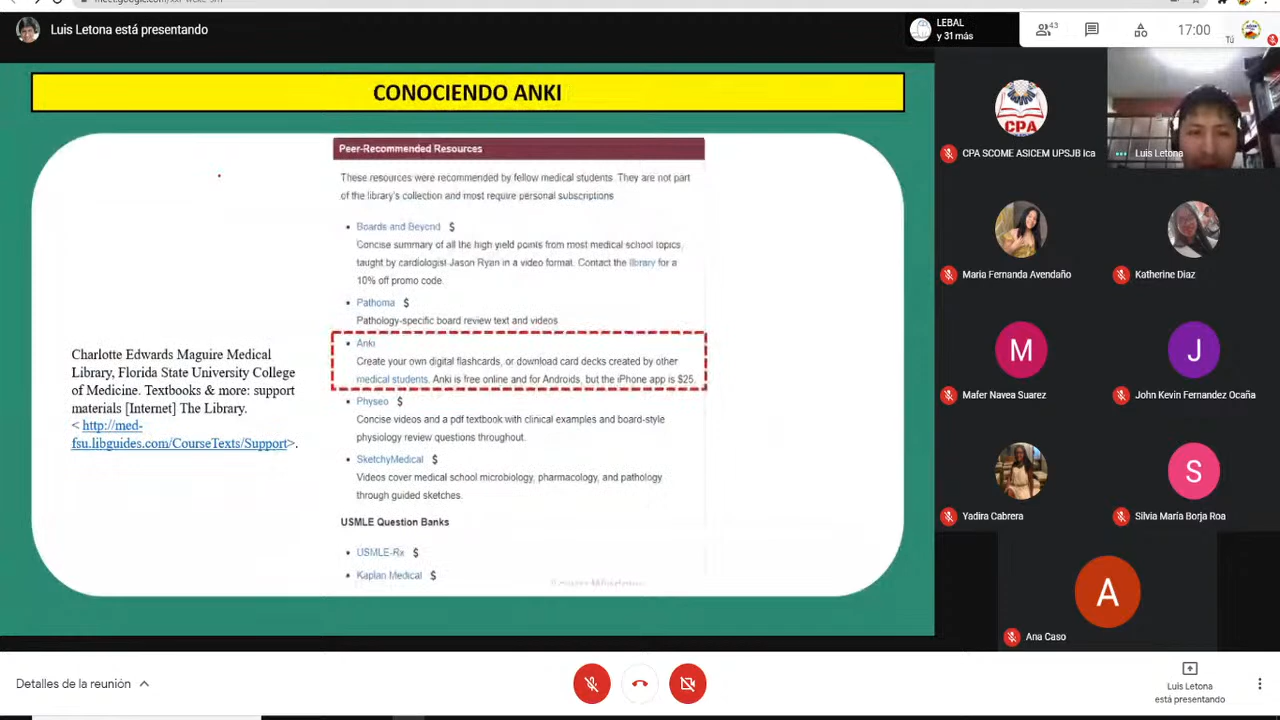 Luis Letona está presentando
LEBAL
y 31 más
43
17:00
Tú
CONOCIENDO ANKI
Peer-Recommended Resources
These resources were recommended by fellow medical students. They are not part
of the library's collection and most require personal subscriptions
• Boards and Beyond $
Concise summary of all the high yield points from most medical school topics,
taught by cardiologist Jason Ryan in a video format. Contact the library for a
10% off promo code.
• Pathoma $
Pathology-specific board review text and videos
• Anki
Create your own digital flashcards, or download card decks created by other
medical students. Anki is free online and for Androids, but the iPhone app is $25.
• Physeo $
Concise videos and a pdf textbook with clinical examples and board-style
physiology review questions throughout.
• SketchyMedical $
Videos cover medical school microbiology, pharmacology, and pathology
through guided sketches.
USMLE Question Banks
• USMLE-Rx $
• Kaplan Medical $
Charlotte Edwards Maguire Medical
Library, Florida State University College
of Medicine. Textbooks & more: support
materials [Internet] The Library.
< http://med-
fsu.libguides.com/CourseTexts/Support>.
CPA
CPA SCOME ASICEM UPSJB Ica
Luis Letona
Maria Fernanda Avendaño
Katherine Diaz
M
Mafer Navea Suarez
J
John Kevin Fernandez Ocaña
Yadira Cabrera
S
Silvia María Borja Roa
A
Ana Caso
Detalles de la reunión
Luis Letona
está presentando